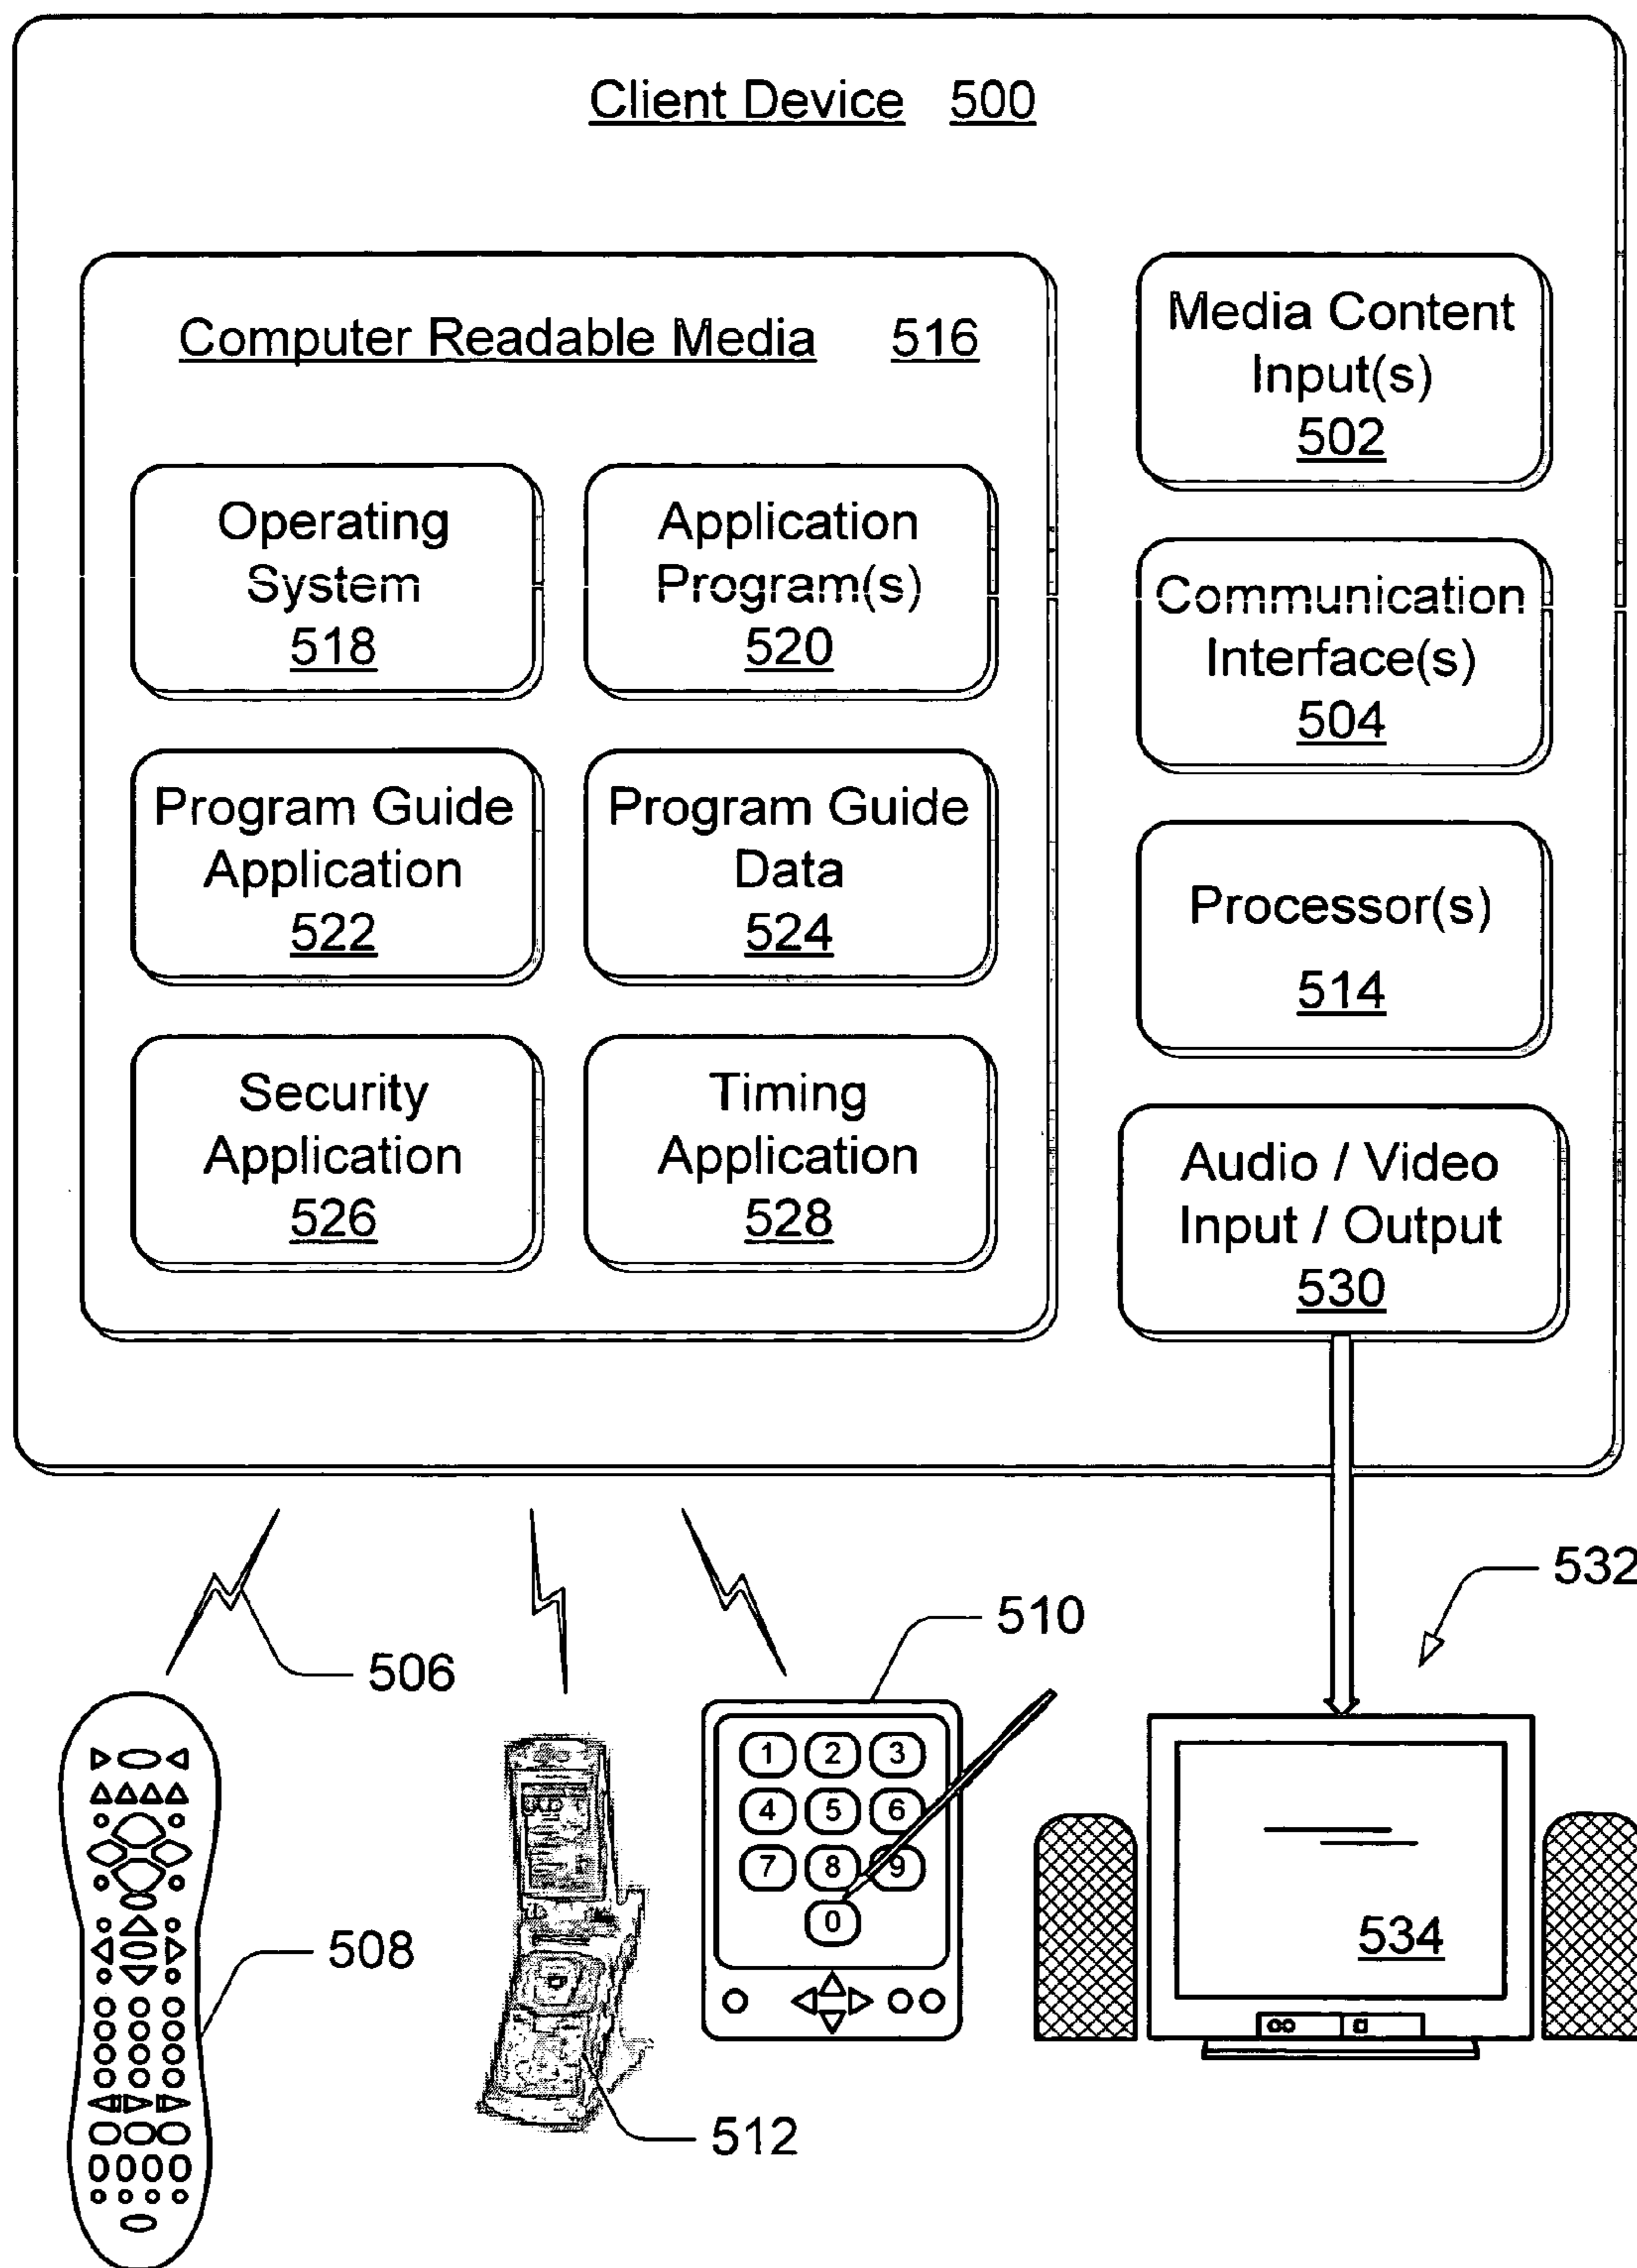 Client Device 500
Computer Readable Media 516
Operating
System
518
Application
Program(s)
520
Program Guide
Application
522
Program Guide
Data
524
Security
Application
526
Timing
Application
528
Media Content
Input(s)
502
Communication
Interface(s)
504
Processor(s)
514
Audio / Video
Input / Output
530
506
508
512
510
1 2 3
4 5 6
7 8 9
0
532
534